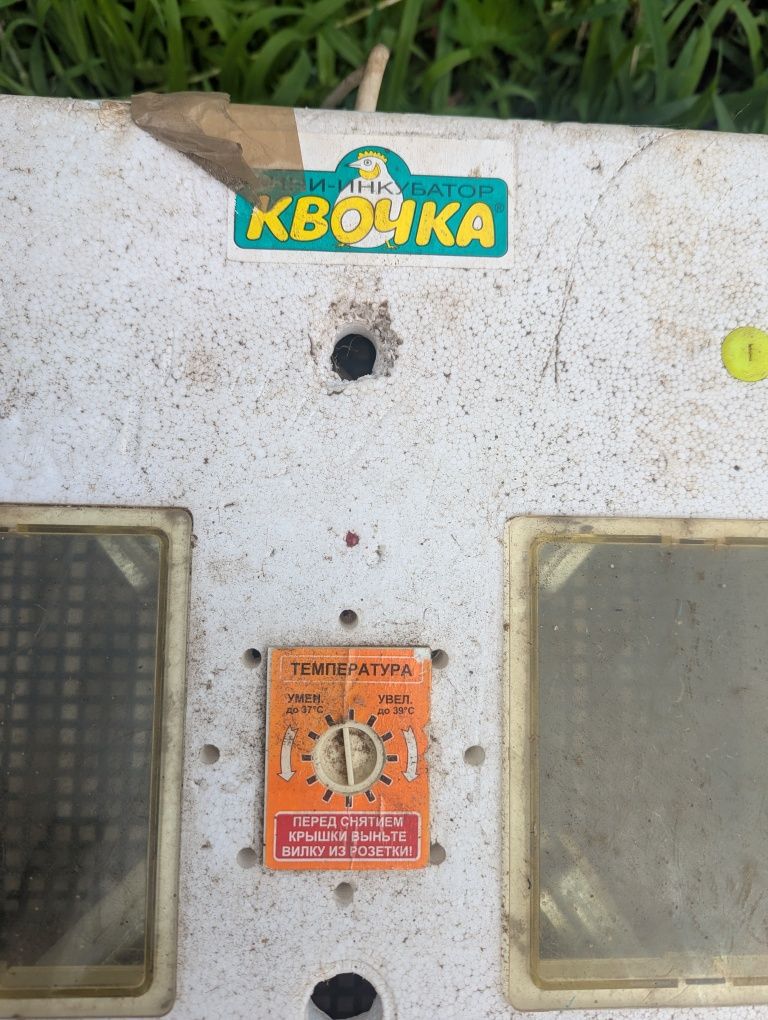 И-ИНКУБАТОР
КВОЧКА®
ТЕМПЕРАТУРА
УМЕН. УВЕЛ.
до 37°С до 39°С
ПЕРЕД СНЯТИЕМ
КРЫШКИ ВЫНЬТЕ
ВИЛКУ ИЗ РОЗЕТКИ!